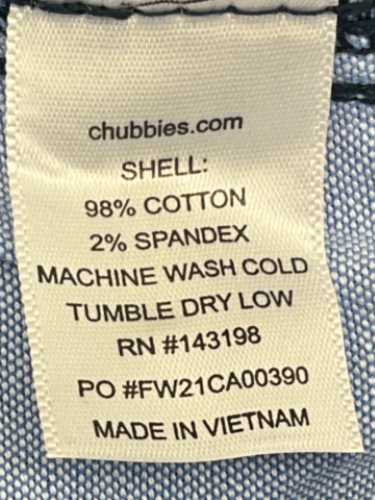 chubbies.com
SHELL:
98% COTTON
2% SPANDEX
MACHINE WASH COLD
TUMBLE DRY LOW
RN #143198
PO #FW21CA00390
MADE IN VIETNAM